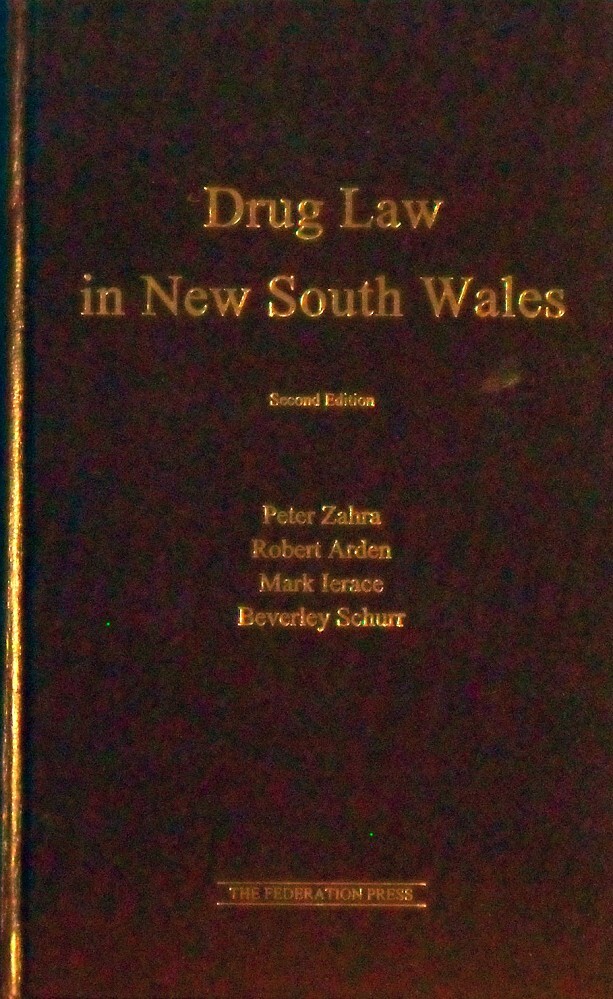 Drug Law
in New South Wales
Second Edition
Peter Zahra
Robert Arden
Mark Ierace
Beverley Schurr
THE FEDERATION PRESS